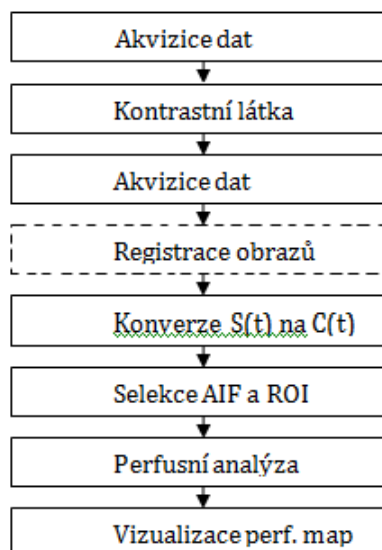 Akvizice dat
Kontrastní látka
Akvizice dat
Registrace obrazů
Konverze S(t) na C(t)
Selekce AIF a ROI
Perfusní analýza
Vizualizace perf. map